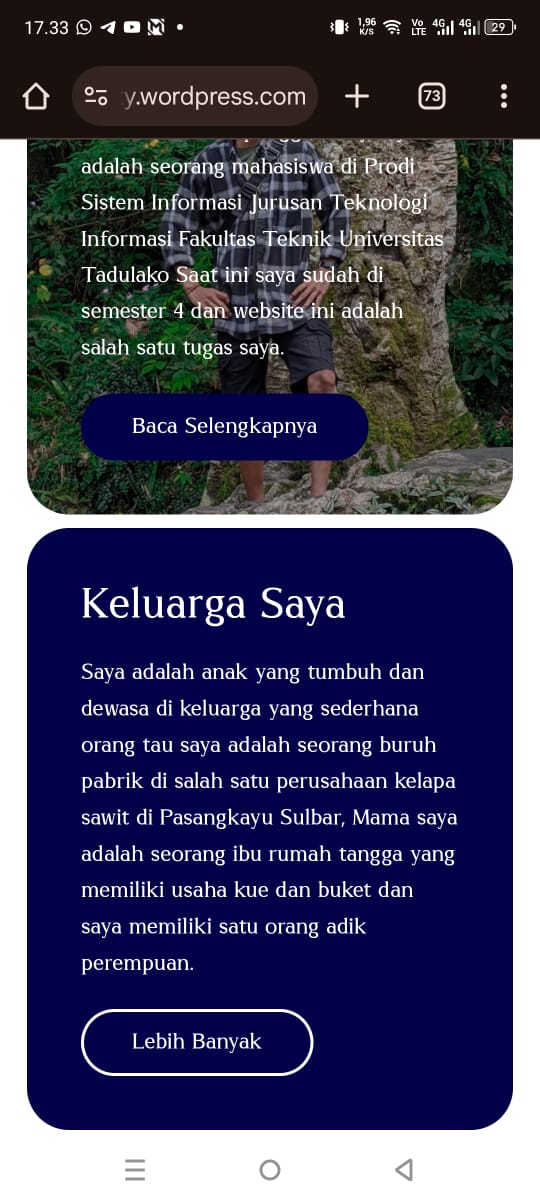 17.33
1,96
K/S
Vo
LTE
4G
4G
29
y.wordpress.com
73
adalah seorang mahasiswa di Prodi
Sistem Informasi Jurusan Teknologi
Informasi Fakultas Teknik Universitas
Tadulako Saat ini saya sudah di
semester 4 dan website ini adalah
salah satu tugas saya.
Baca Selengkapnya
Keluarga Saya
Saya adalah anak yang tumbuh dan
dewasa di keluarga yang sederhana
orang tau saya adalah seorang buruh
pabrik di salah satu perusahaan kelapa
sawit di Pasangkayu Sulbar, Mama saya
adalah seorang ibu rumah tangga yang
memiliki usaha kue dan buket dan
saya memiliki satu orang adik
perempuan.
Lebih Banyak